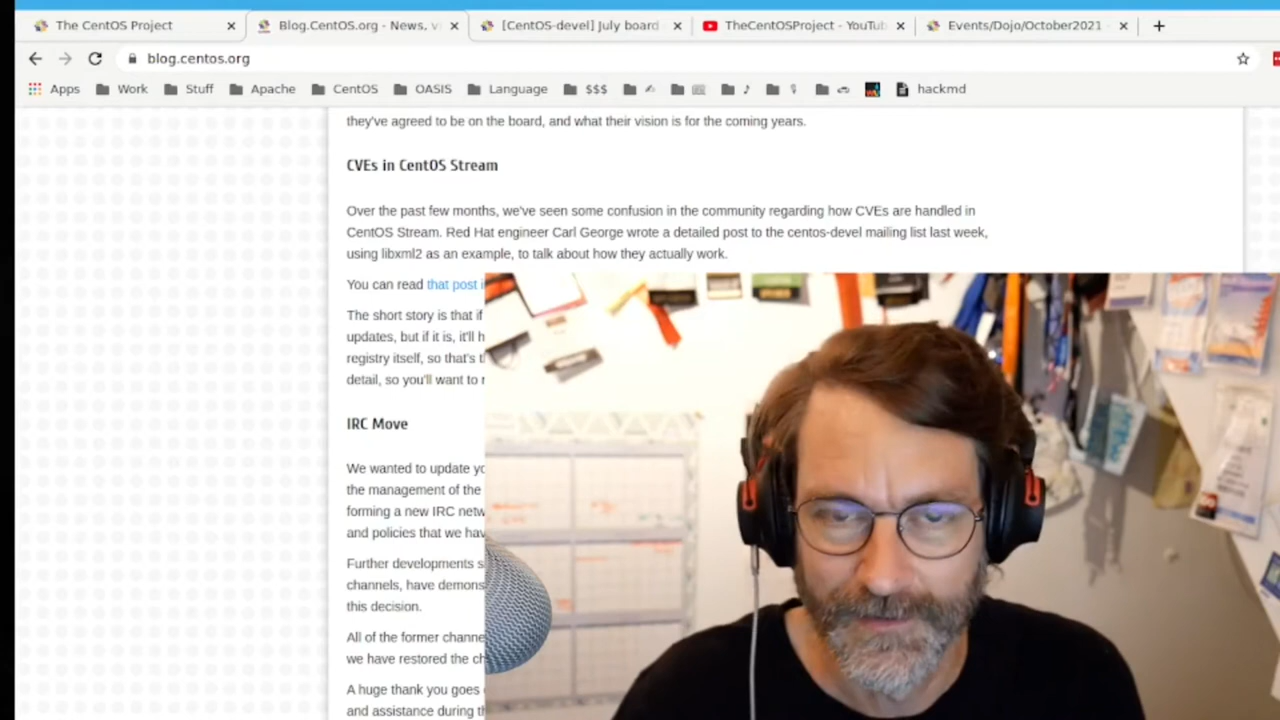 The CentOS Project
Blog.CentOS.org - News, v
[CentOS-devel] July board
TheCentOSProject - YouTub
Events/Dojo/October2021 -
blog.centos.org
Apps Work Stuff Apache CentOS OASIS Language $$$ hackmd
they've agreed to be on the board, and what their vision is for the coming years.
CVEs in CentOS Stream
Over the past few months, we've seen some confusion in the community regarding how CVEs are handled in
CentOS Stream. Red Hat engineer Carl George wrote a detailed post to the centos-devel mailing list last week,
using libxml2 as an example, to talk about how they actually work.
You can read that post i
The short story is that if
updates, but if it is, it'll h
registry itself, so that's t
detail, so you'll want to r
IRC Move
We wanted to update yo
the management of the
forming a new IRC netw
and policies that we hav
Further developments s
channels, have demons
this decision.
All of the former channe
we have restored the ch
A huge thank you goes
and assistance during th